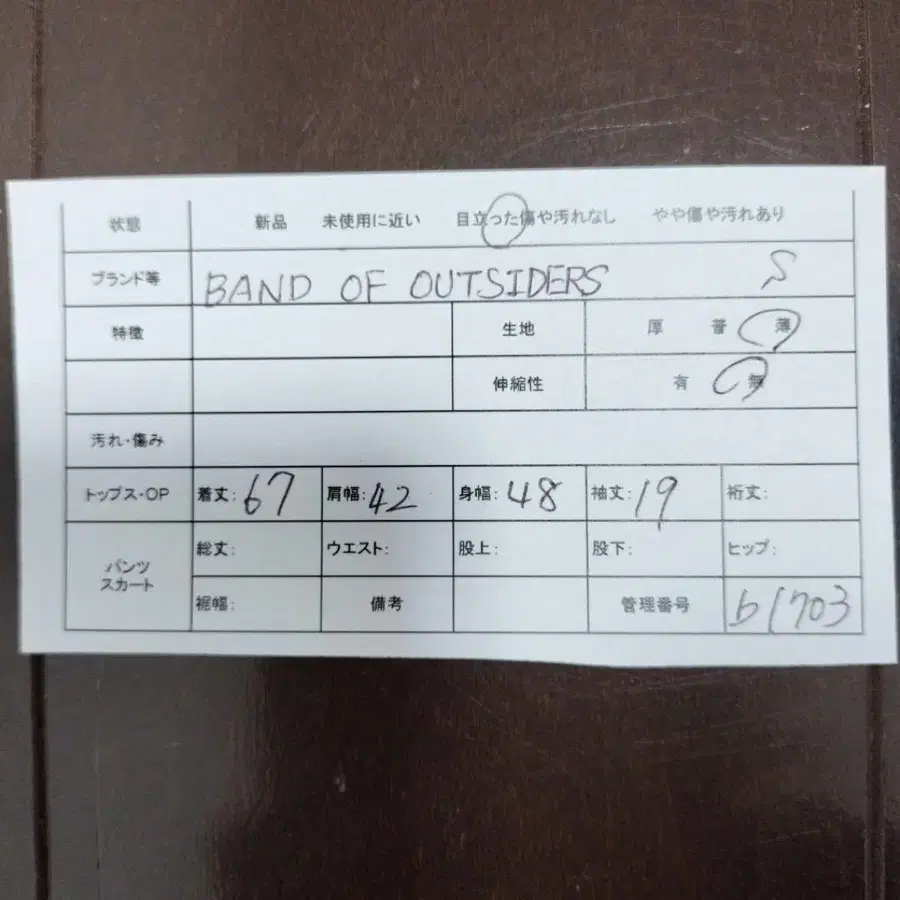 状態 新品 未使用に近い 目立った傷や汚れなし やや傷や汚れあり
ブランド等 BAND OF OUTSIDERS S
特徴 生地 厚 普 薄
伸縮性 有 無
汚れ・傷み
トップス・OP 着丈:67 肩幅:42 身幅:48 袖丈:19 裄丈:
パンツ スカート 総丈: ウエスト: 股上: 股下: ヒップ:
裾幅: 備考 管理番号 b1703